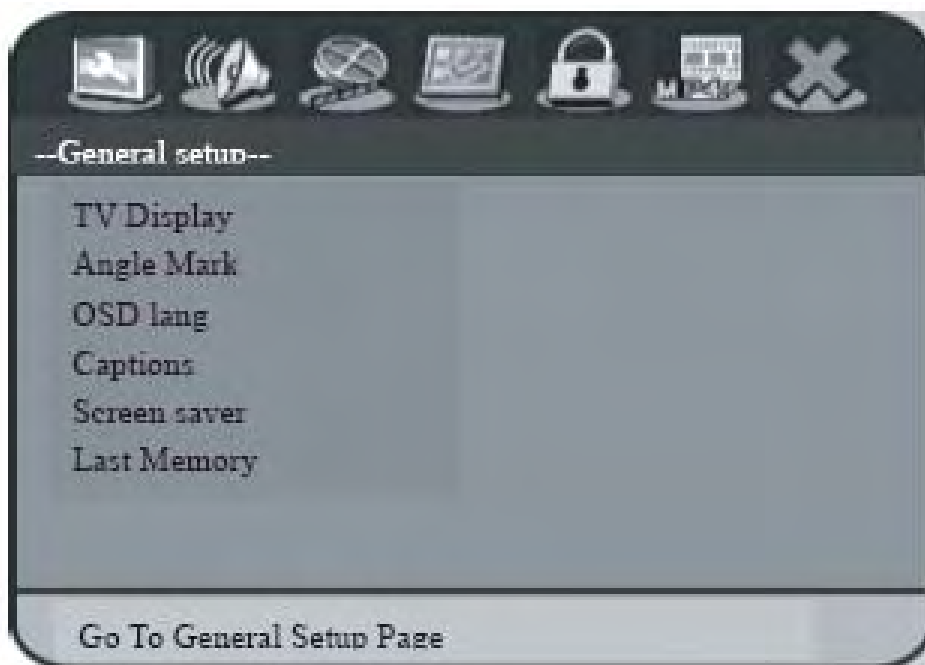 --General setup--
TV Display
Angle Mark
OSD lang
Captions
Screen saver
Last Memory
Go To General Setup Page